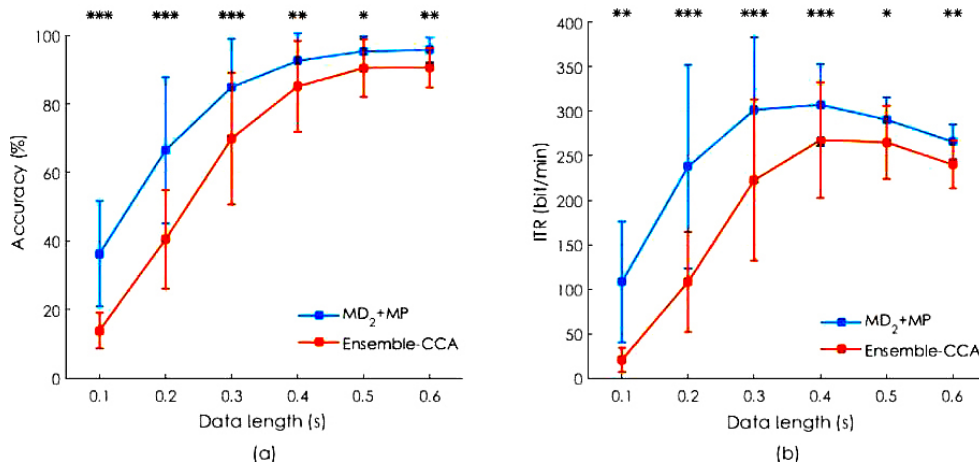 *** *** *** ** * **
Accuracy (%)
100
80
60
40
20
0
MD₂+MP
Ensemble-CCA
0.1 0.2 0.3 0.4 0.5 0.6
Data length (s)
(a)
** *** *** *** * **
ITR (bit/min)
400
350
300
250
200
150
100
50
0
MD₂+MP
Ensemble-CCA
0.1 0.2 0.3 0.4 0.5 0.6
Data length (s)
(b)